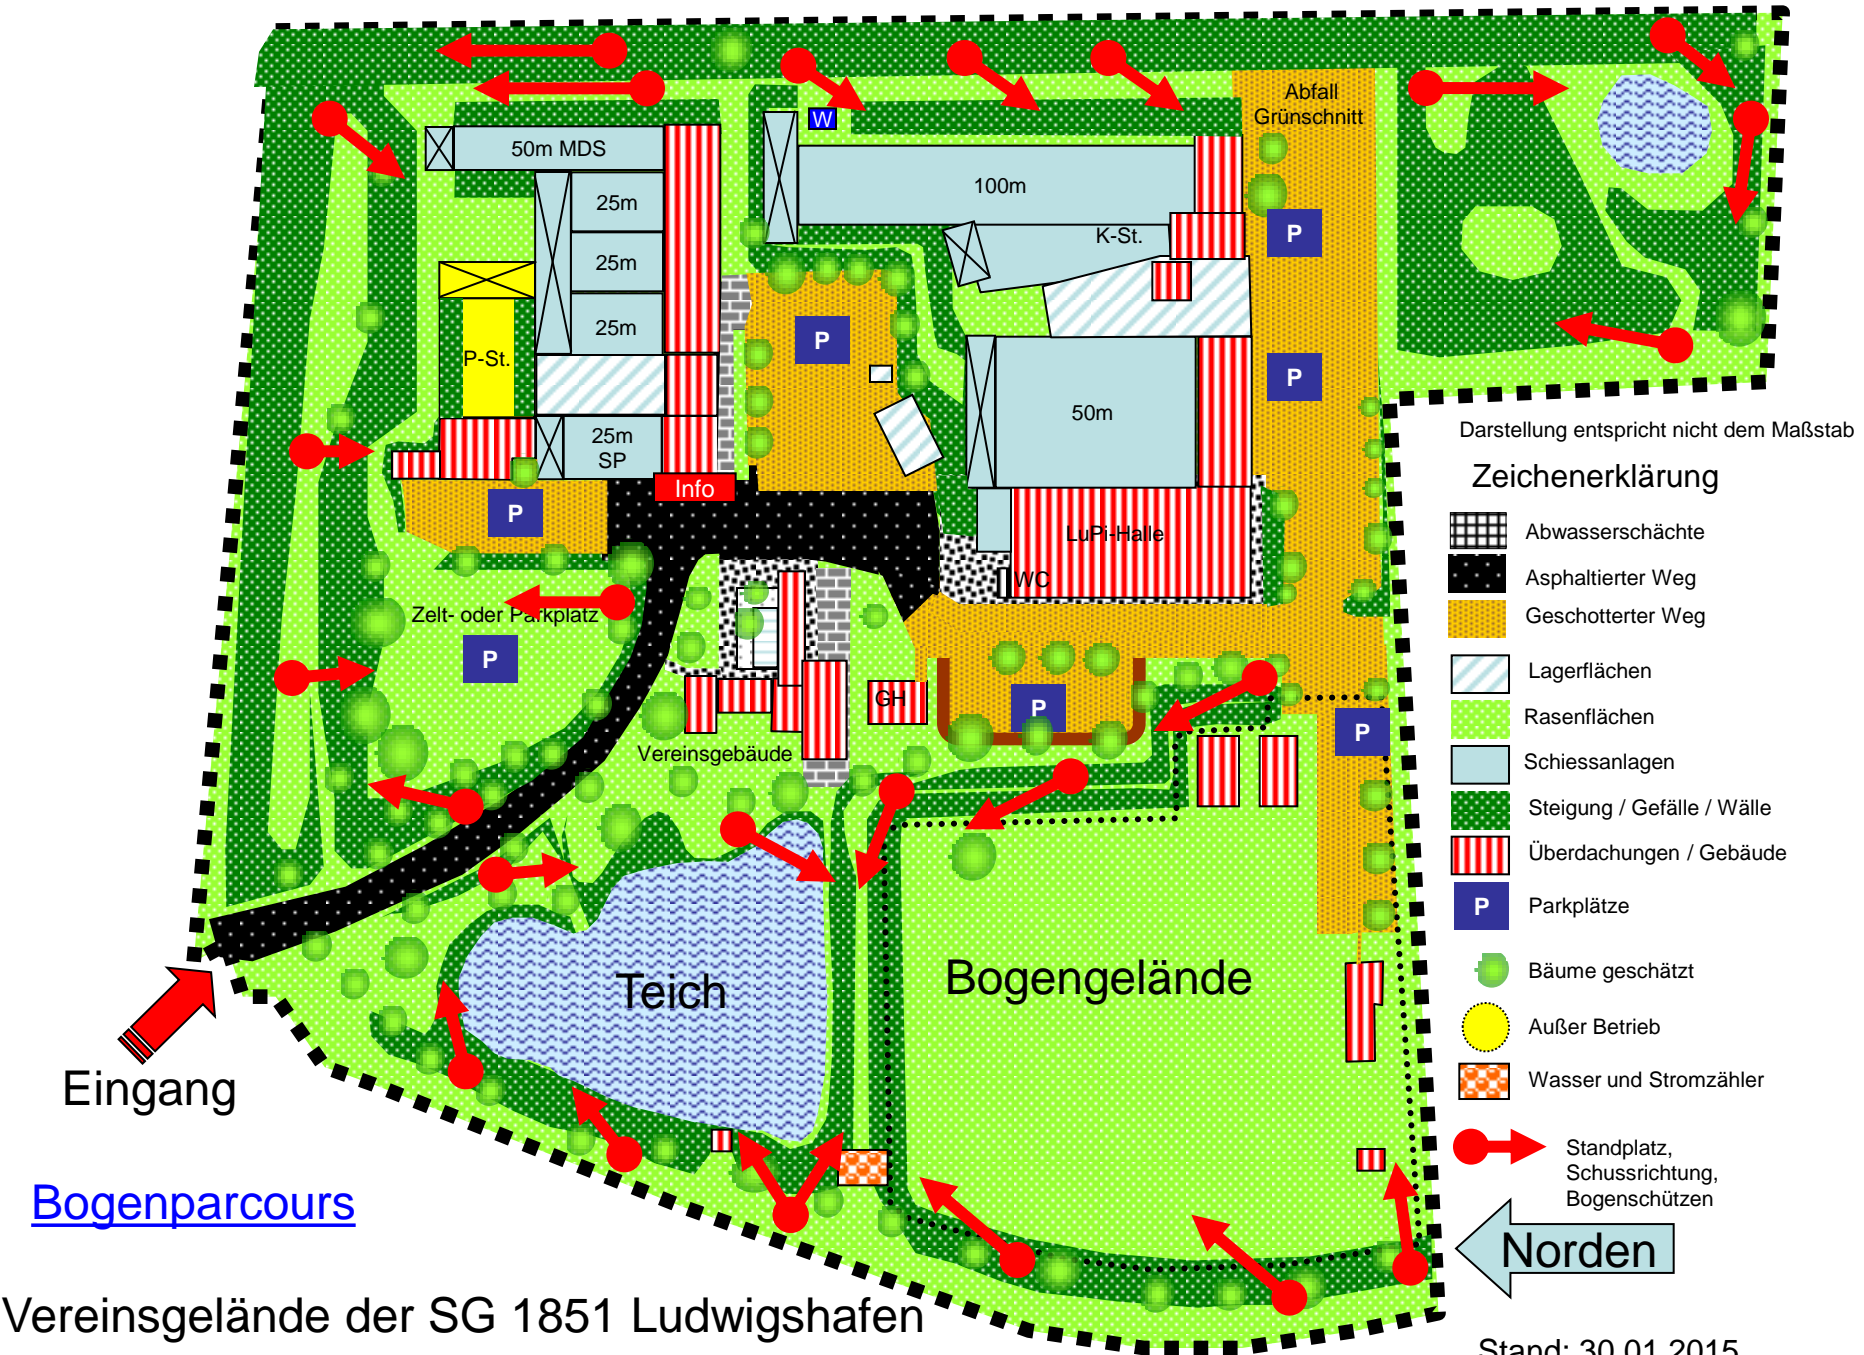 Abfall
Grünschnitt
W
50m MDS
100m
25m
K-St.
P
25m
25m
P
P-St.
P
50m
Darstellung entspricht nicht dem Maßstab
25m
SP
Zeichenerklärung
Info
P
LuPi-Halle
WC
Abwasserschächte
Asphaltierter Weg
Geschotterter Weg
Zelt- oder Parkplatz
P
Lagerflächen
GH
P
Rasenflächen
P
Vereinsgebäude
Schiessanlagen
Steigung / Gefälle / Wälle
Überdachungen / Gebäude
P
Parkplätze
Teich
Bogengelände
Bäume geschätzt
Außer Betrieb
Eingang
Wasser und Stromzähler
Standplatz,
Schussrichtung,
Bogenschützen
Bogenparcours
Norden
Vereinsgelände der SG 1851 Ludwigshafen
Stand: 30.01.2015